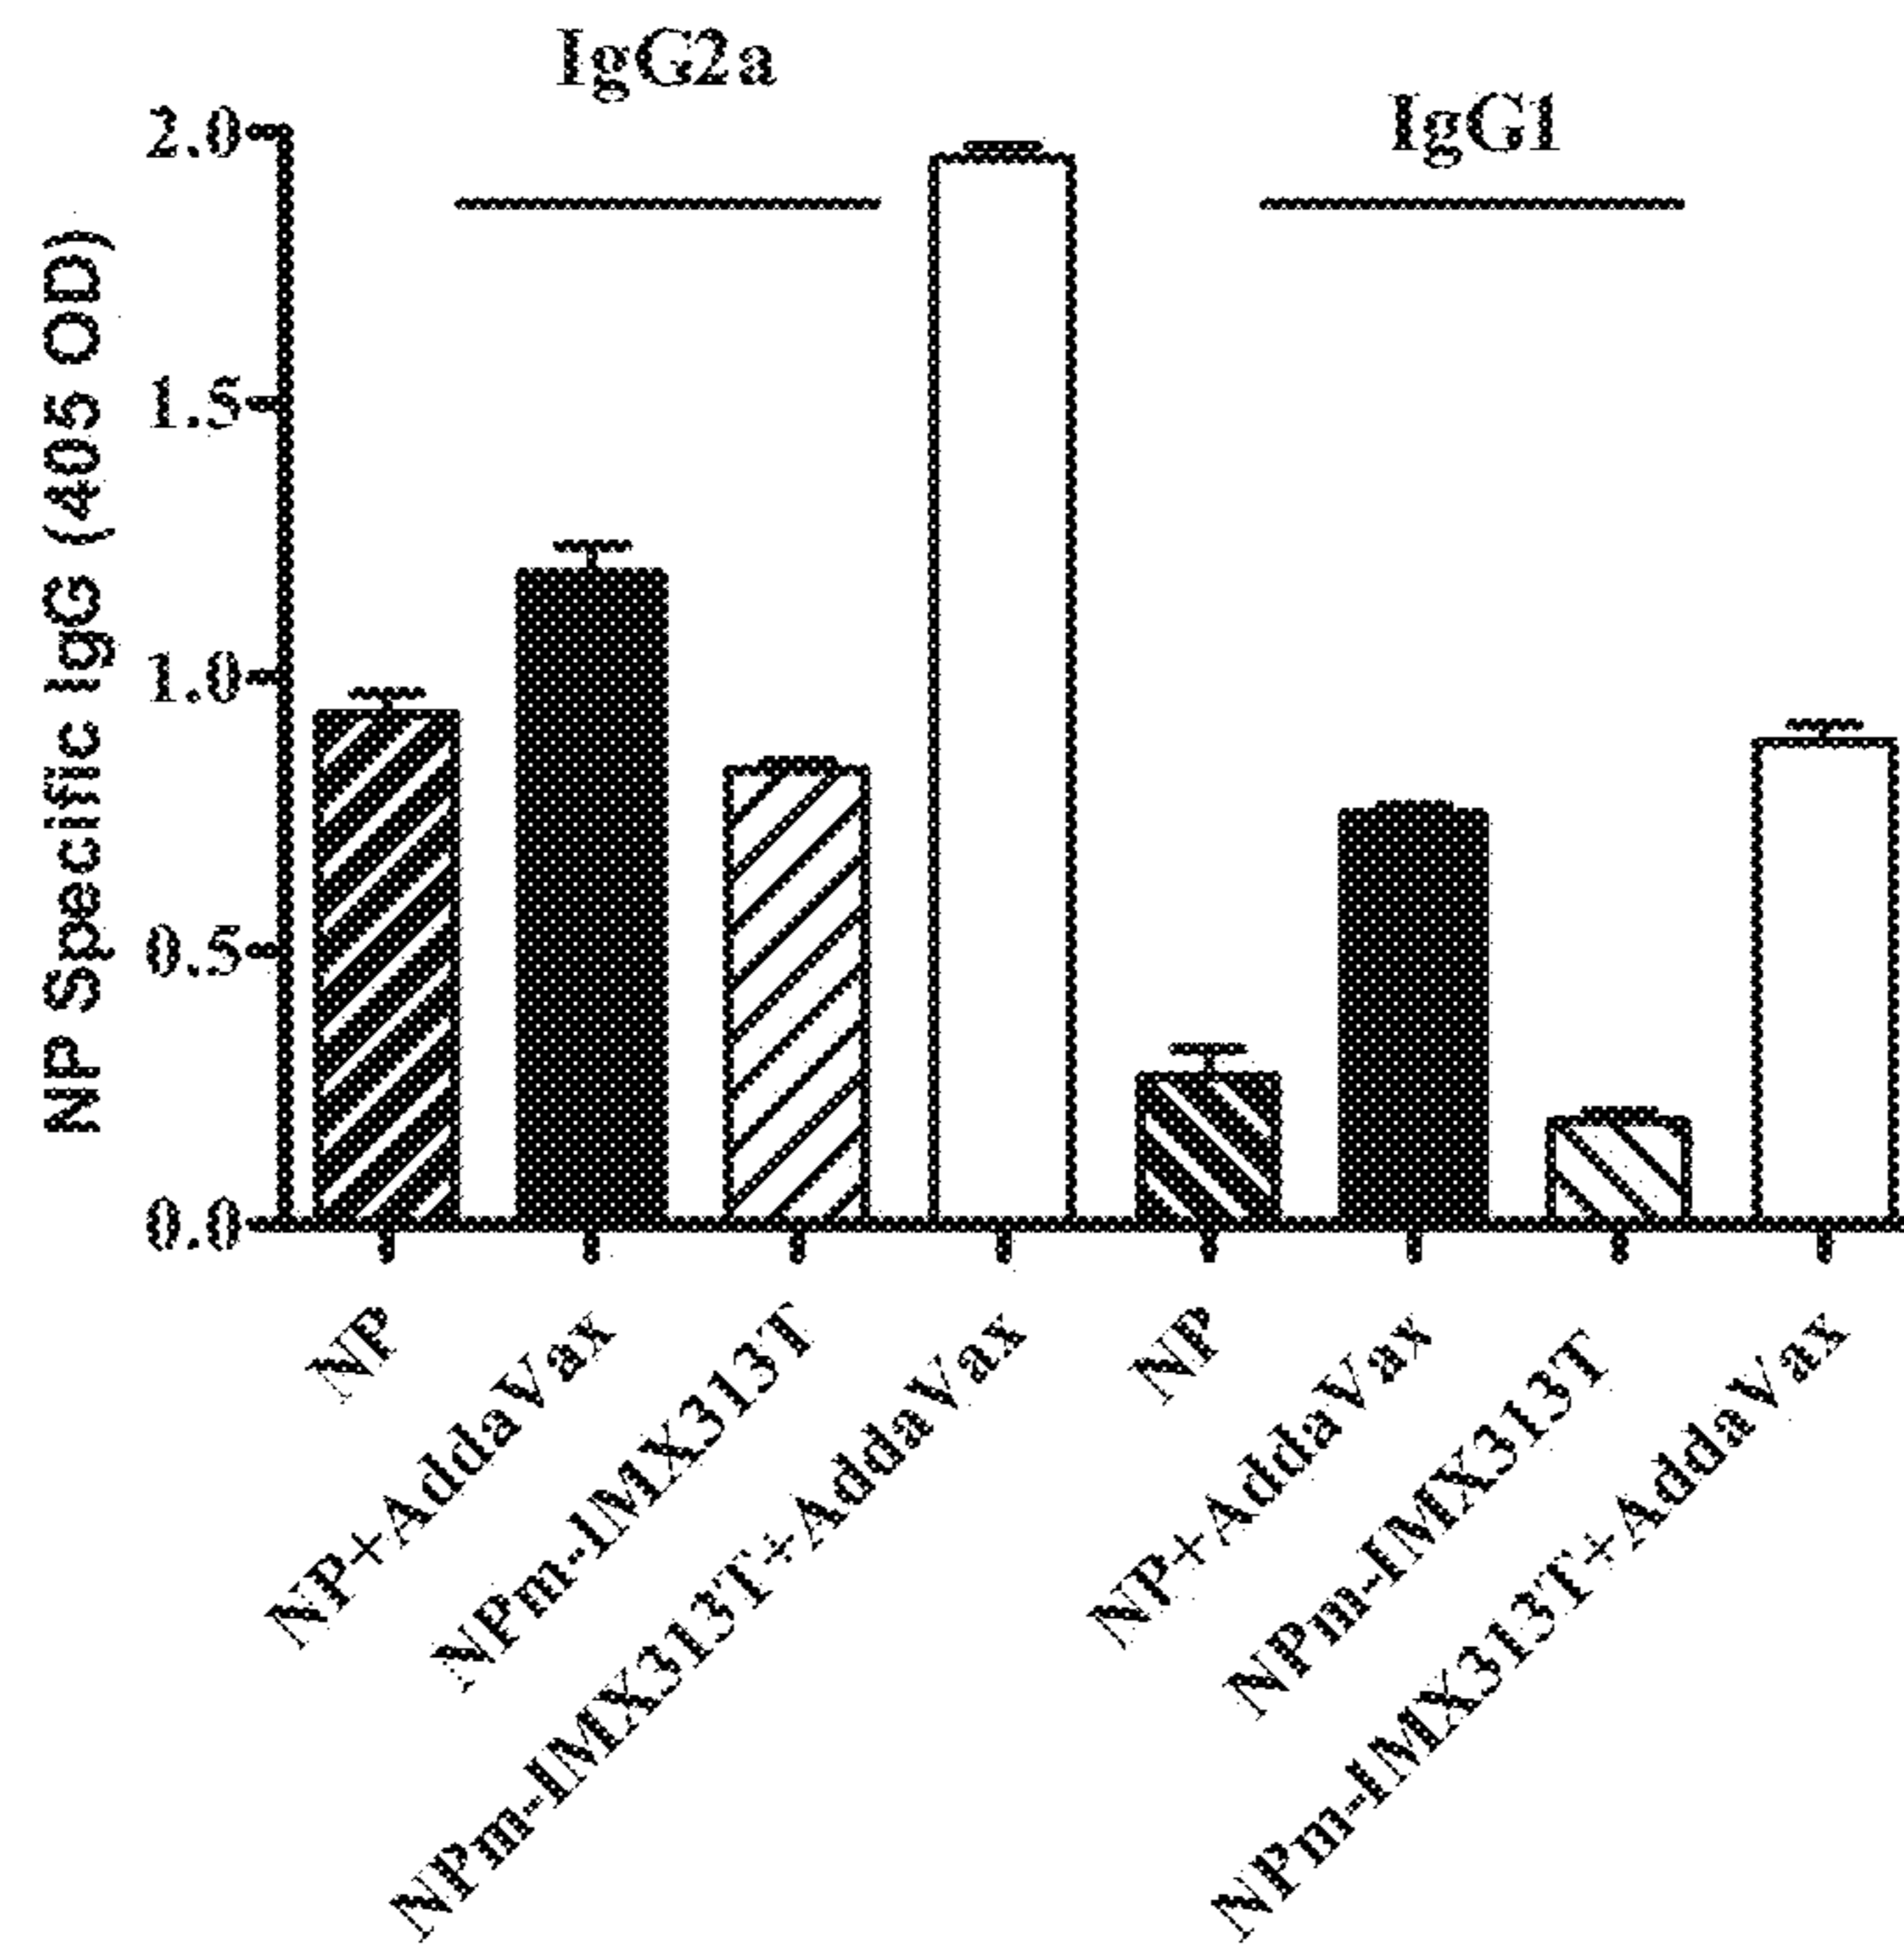 IgG2a
IgG1
NP Specific IgG (405 OD)
2.0
1.5
1.0
0.5
0.0
NP
NP+AddaVax
NPm-IMX313T
NPm-IMX313T+AddaVax
NP
NP+AddaVax
NPm-IMX313T
NPm-IMX313T+AddaVax